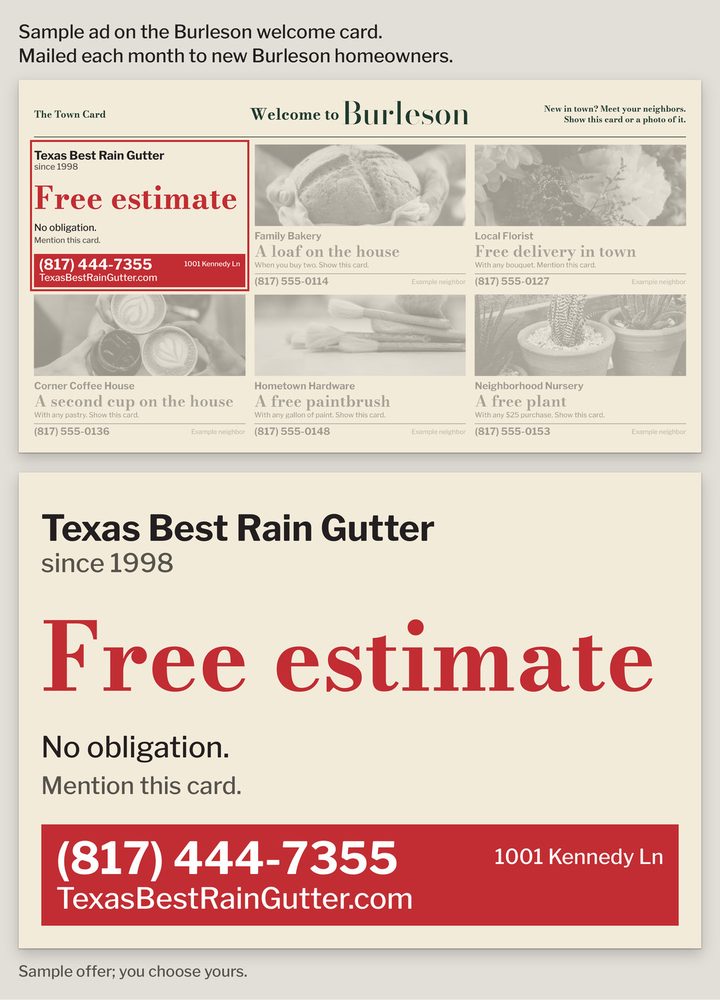 Sample ad on the Burleson welcome card.
Mailed each month to new Burleson homeowners.
The Town Card
Welcome to Burleson
New in town? Meet your neighbors.
Show this card or a photo of it.
Texas Best Rain Gutter
since 1998
Free estimate
No obligation.
Mention this card.
(817) 444-7355
1001 Kennedy Ln
TexasBestRainGutter.com
Family Bakery
A loaf on the house
When you buy two. Show this card.
(817) 555-0114
Example neighbor
Local Florist
Free delivery in town
With any bouquet. Mention this card.
(817) 555-0127
Example neighbor
Corner Coffee House
A second cup on the house
With any pastry. Show this card.
(817) 555-0136
Example neighbor
Hometown Hardware
A free paintbrush
With any gallon of paint. Show this card.
(817) 555-0148
Example neighbor
Neighborhood Nursery
A free plant
With any $25 purchase. Show this card.
(817) 555-0153
Example neighbor
Texas Best Rain Gutter
since 1998
Free estimate
No obligation.
Mention this card.
(817) 444-7355
1001 Kennedy Ln
TexasBestRainGutter.com
Sample offer; you choose yours.